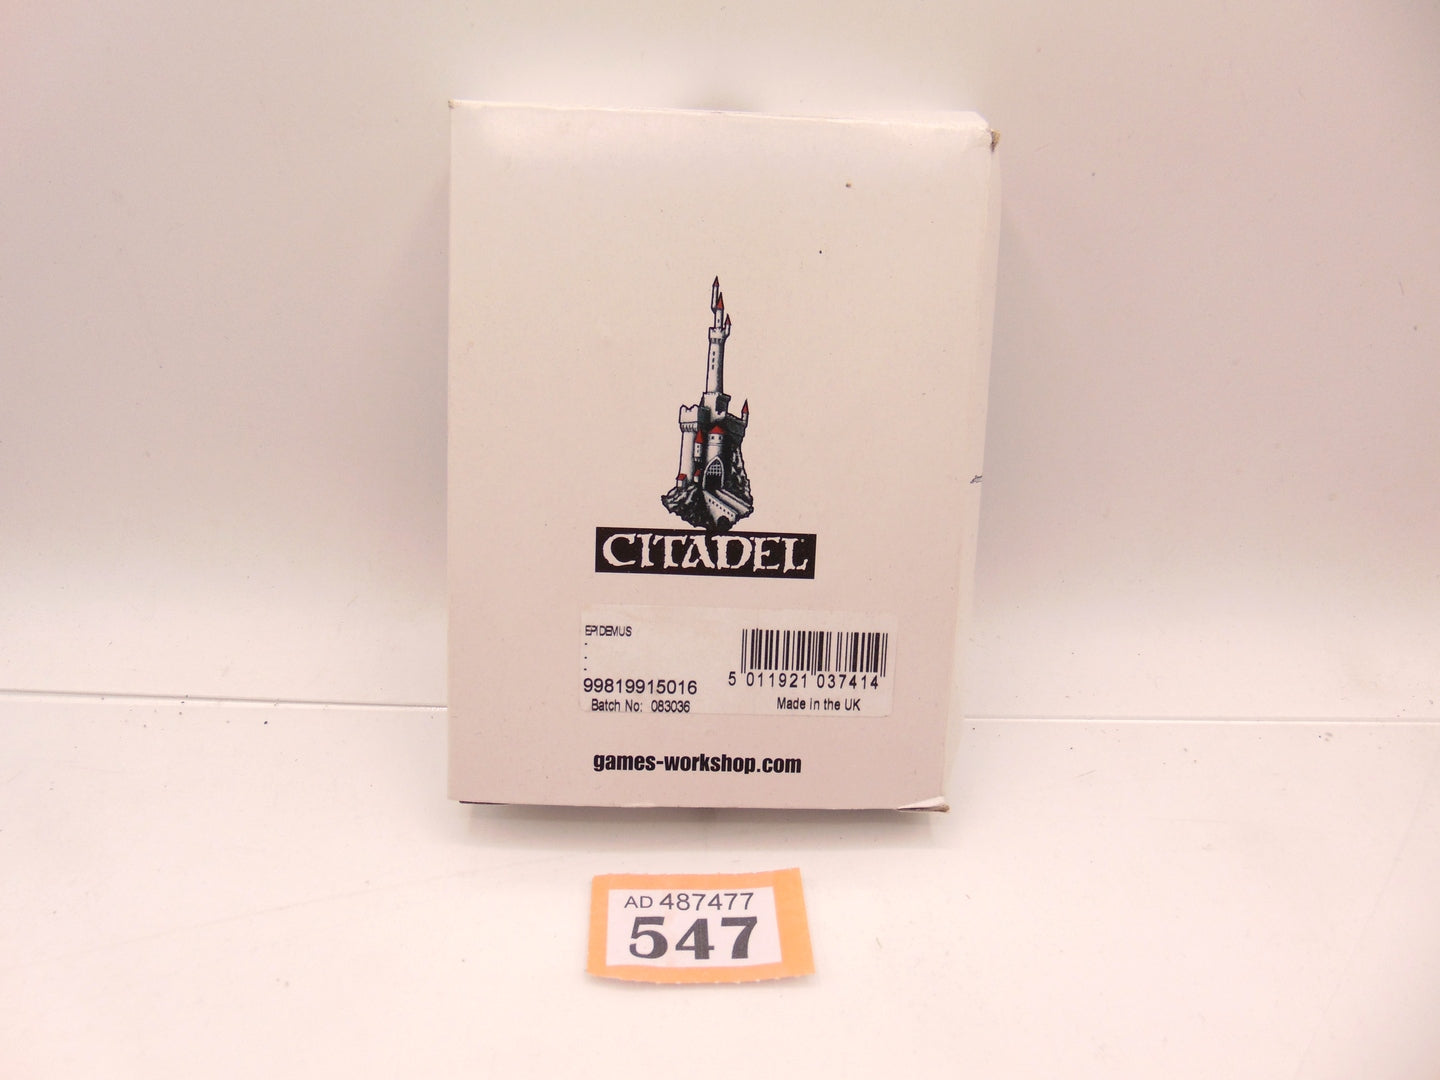 CITADEL
EPIDEMUS
.
.
.
99819915016
Batch No: 083036
5 011921 037414
Made in the UK
games-workshop.com
AD 487477
547